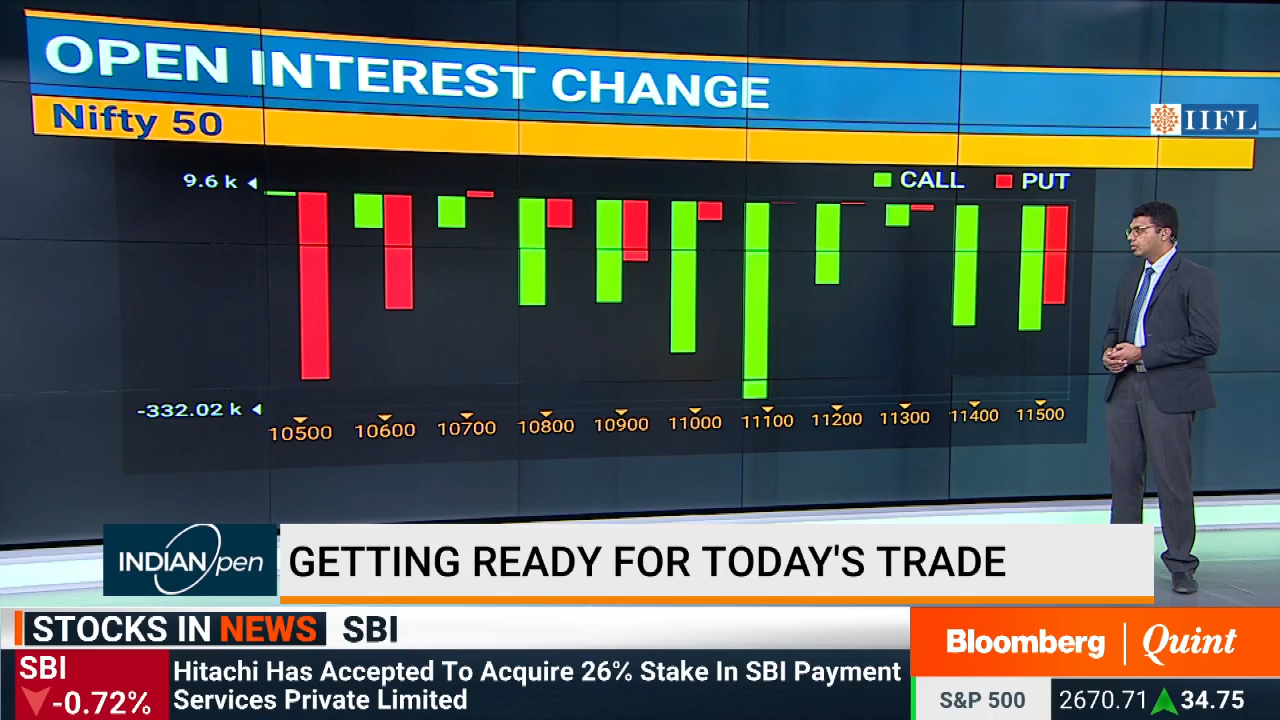 OPEN INTEREST CHANGE
Nifty 50
IIFL
9.6 k
CALL PUT
-332.02 k
10500 10600 10700 10800 10900 11000 11100 11200 11300 11400 11500
INDIAN Open
GETTING READY FOR TODAY'S TRADE
STOCKS IN NEWS SBI
SBI
-0.72%
Hitachi Has Accepted To Acquire 26% Stake In SBI Payment
Services Private Limited
Bloomberg | Quint
S&P 500 2670.71 34.75